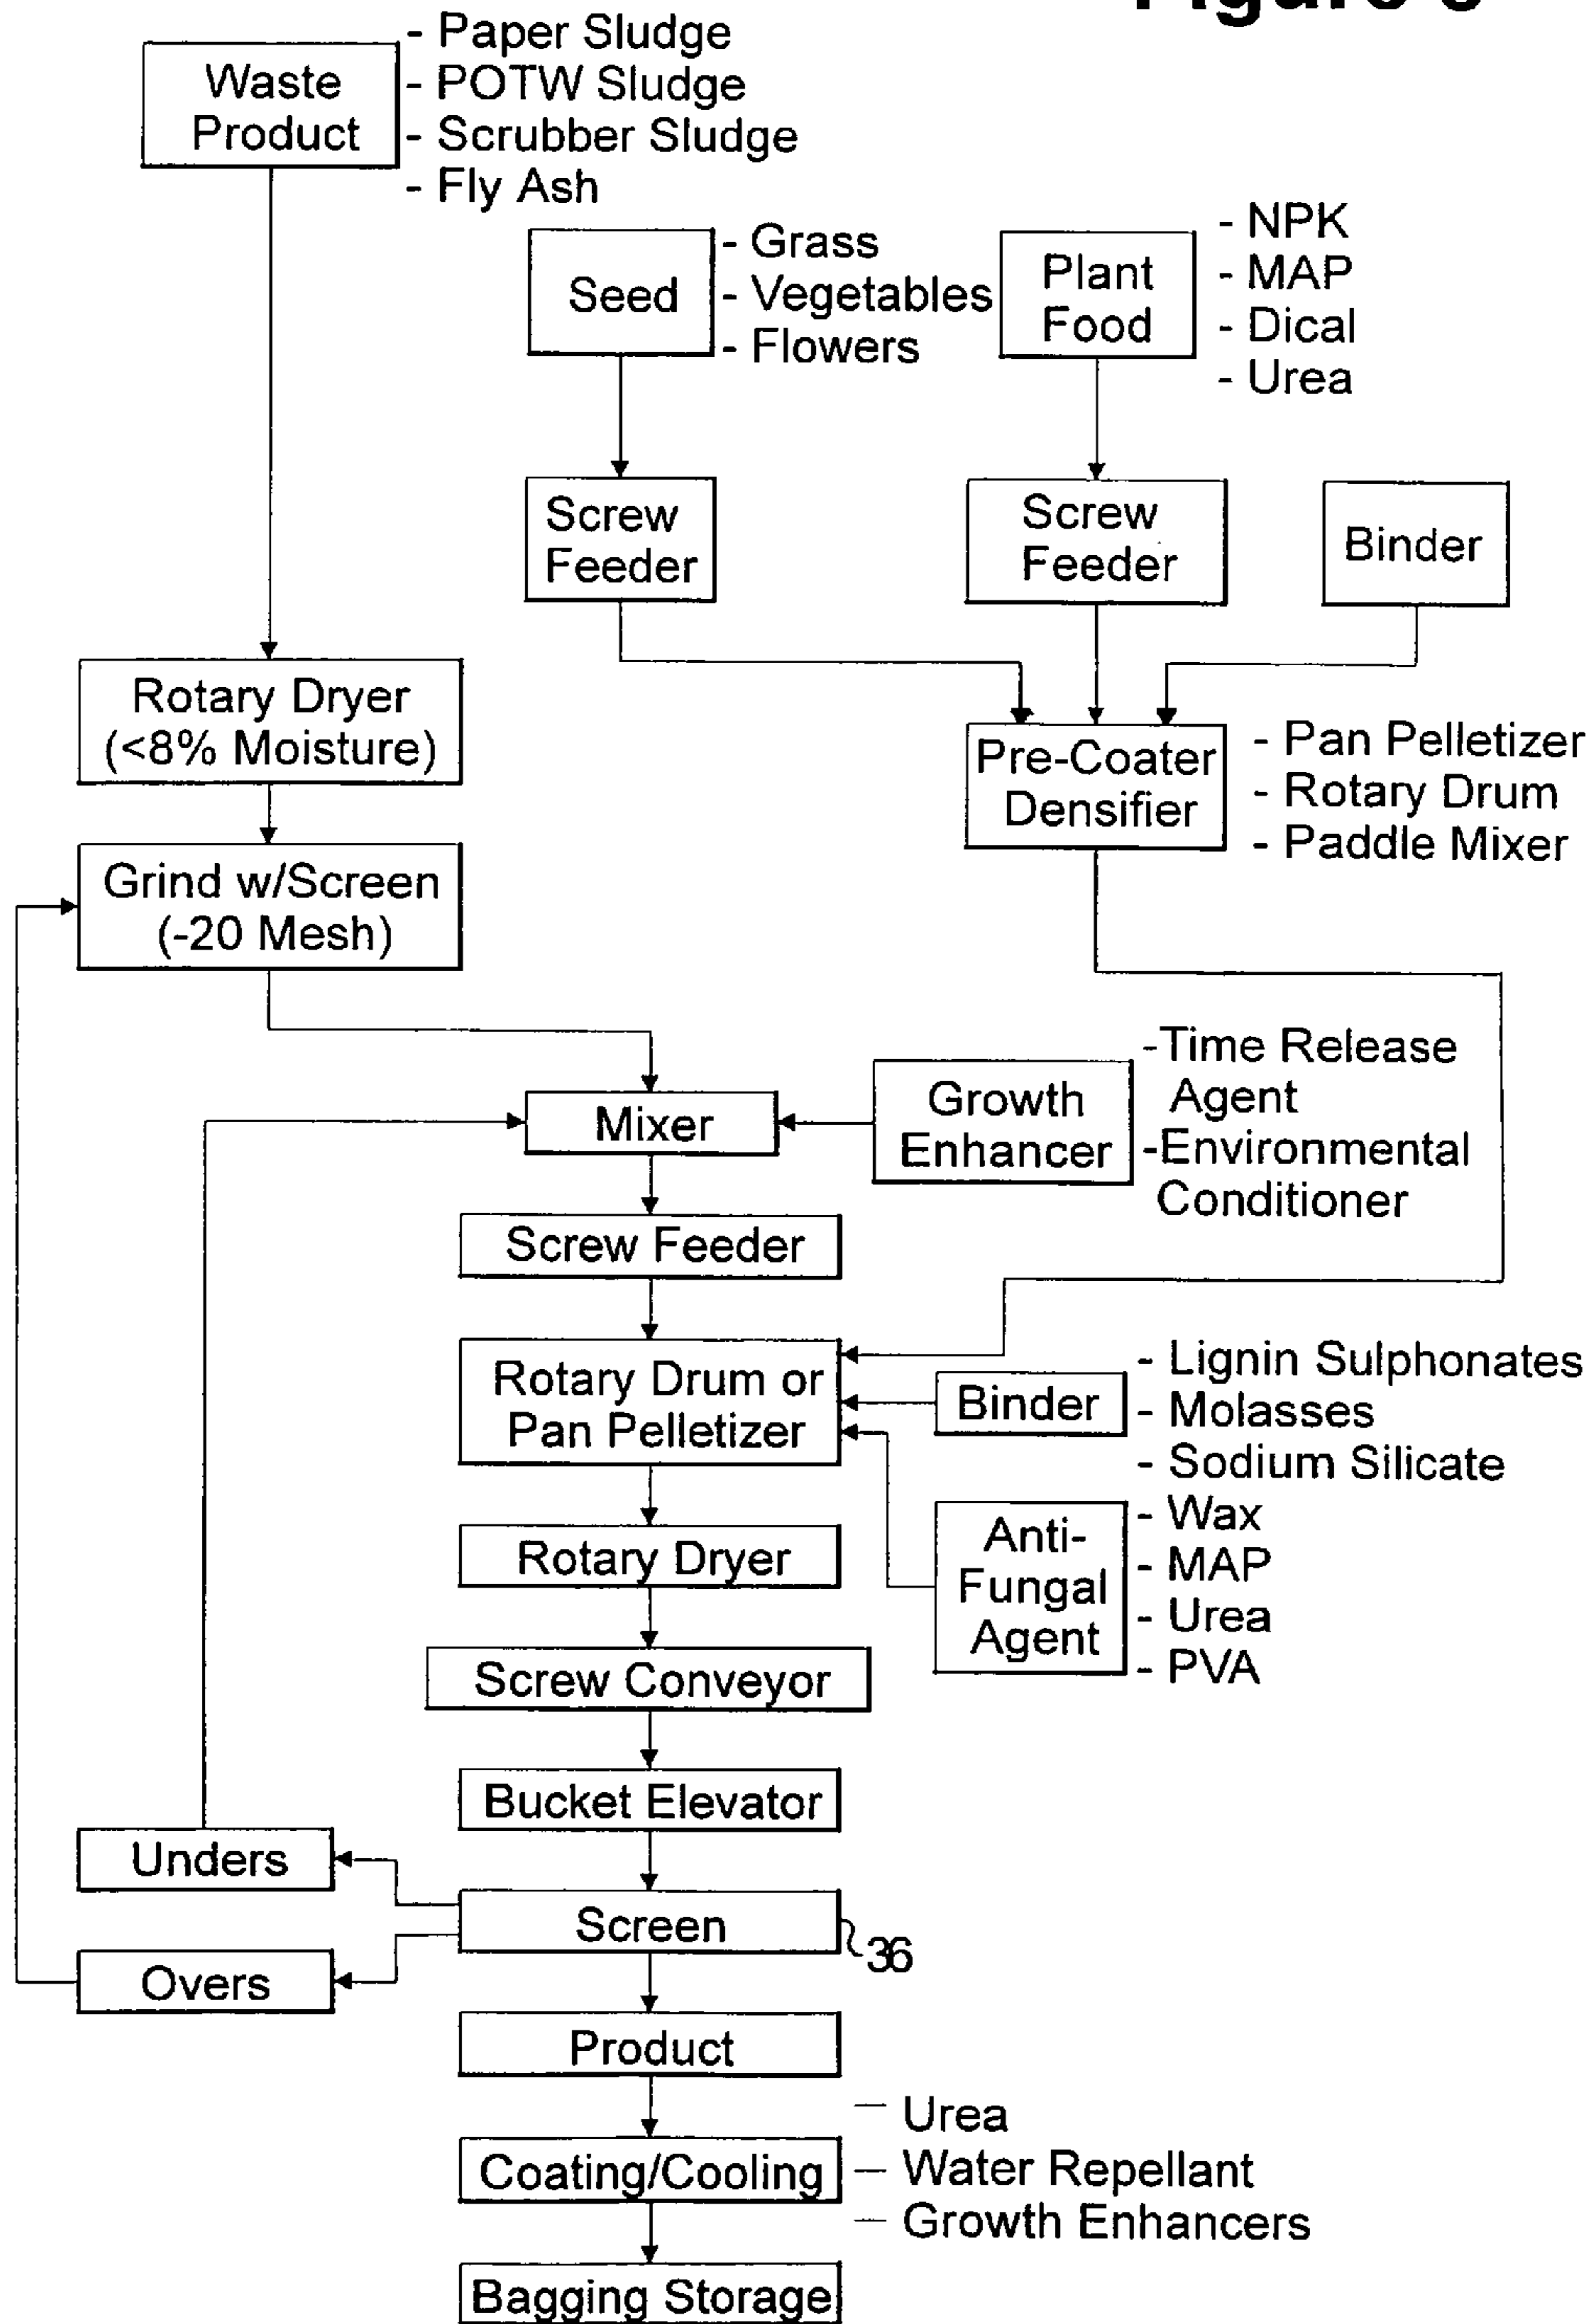 - Paper Sludge
Waste
Product
- POTW Sludge
- Scrubber Sludge
- Fly Ash
Seed
- Grass
- Vegetables
- Flowers
Plant
Food
- NPK
- MAP
- Dical
- Urea
Screw
Feeder
Screw
Feeder
Binder
Rotary Dryer
(<8% Moisture)
Pre-Coater
Densifier
- Pan Pelletizer
- Rotary Drum
- Paddle Mixer
Grind w/Screen
(-20 Mesh)
Mixer
Growth
Enhancer
-Time Release
Agent
-Environmental
Conditioner
Screw Feeder
Rotary Drum or
Pan Pelletizer
Binder
- Lignin Sulphonates
- Molasses
- Sodium Silicate
- Wax
- MAP
- Urea
- PVA
Anti-
Fungal
Agent
Rotary Dryer
Screw Conveyor
Bucket Elevator
Unders
Screen
36
Overs
Product
Coating/Cooling
— Urea
— Water Repellant
— Growth Enhancers
Bagging Storage